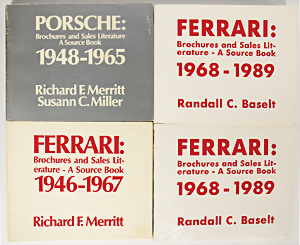 PORSCHE:
Brochures and Sales Literature
A Source Book
1948-1965
Richard F. Merritt
Susann C. Miller
FERRARI:
Brochures and Sales Lit-
erature - A Source Book
1968-1989
Randall C. Baselt
FERRARI:
Brochures and Sales Lit-
erature - A Source Book
1946-1967
Richard F. Merritt
FERRARI:
Brochures and Sales Lit-
erature - A Source Book
1968-1989
Randall C. Baselt